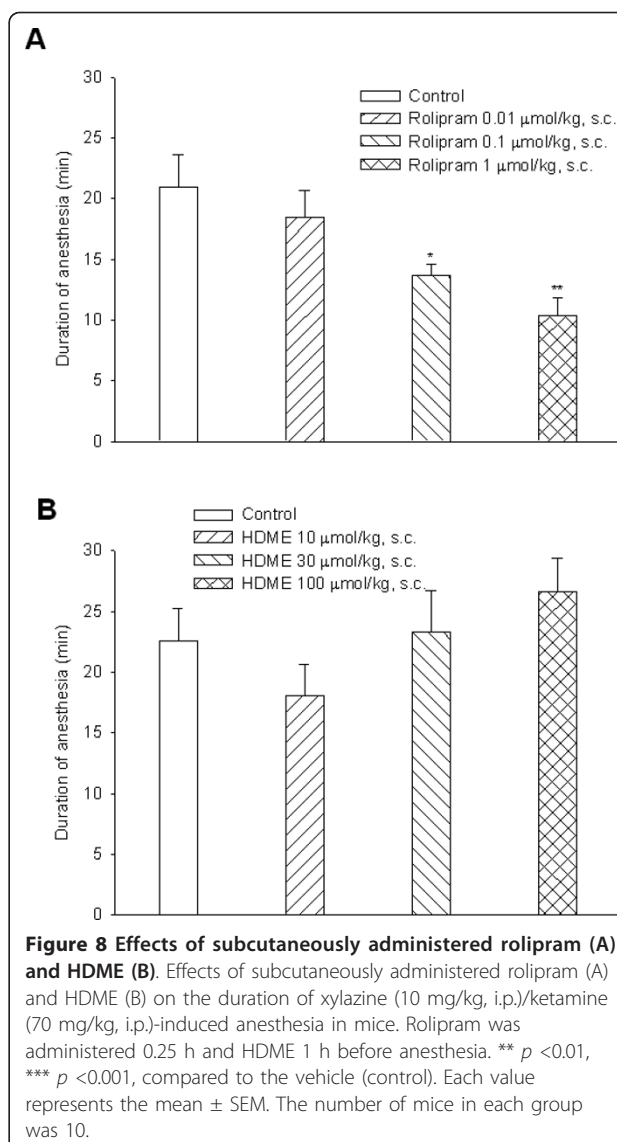 A
30
25
20
15
10
5
0
Duration of anesthesia (min)
Control
Rolipram 0.01 μmol/kg, s.c.
Rolipram 0.1 μmol/kg, s.c.
Rolipram 1 μmol/kg, s.c.
*
**
B
30
25
20
15
10
5
0
Duration of anesthesia (min)
Control
HDME 10 μmol/kg, s.c.
HDME 30 μmol/kg, s.c.
HDME 100 μmol/kg, s.c.
Figure 8 Effects of subcutaneously administered rolipram (A)
and HDME (B). Effects of subcutaneously administered rolipram (A)
and HDME (B) on the duration of xylazine (10 mg/kg, i.p.)/ketamine
(70 mg/kg, i.p.)-induced anesthesia in mice. Rolipram was
administered 0.25 h and HDME 1 h before anesthesia. ** p <0.01,
*** p <0.001, compared to the vehicle (control). Each value
represents the mean ± SEM. The number of mice in each group
was 10.